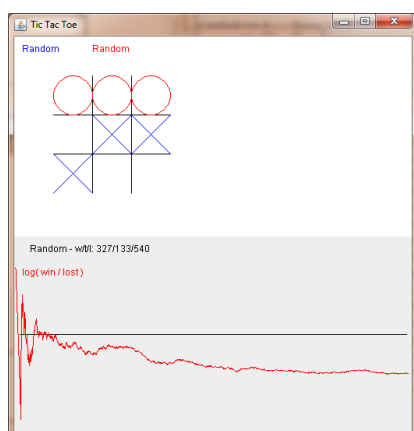 Tic Tac Toe
Random Random
Random - w/t/l: 327/133/540
log( win / lost )